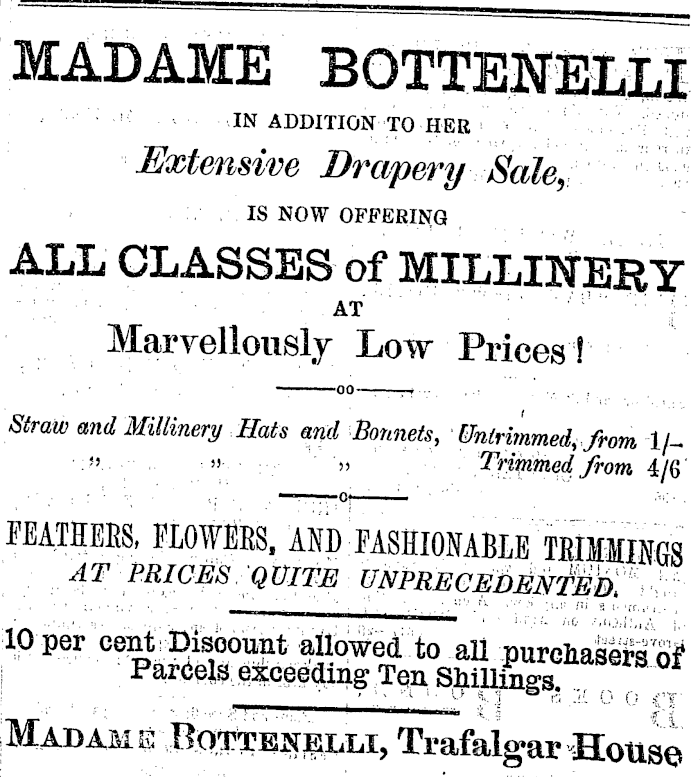 MADAME BOTTENELLI
IN ADDITION TO HER
Extensive Drapery Sale,
IS NOW OFFERING
ALL CLASSES of MILLINERY
AT
Marvellously Low Prices!
oo
Straw and Millinery Hats and Bonnets, Untrimmed, from 1/-
„ „ „ Trimmed from 4/6
o
FEATHERS, FLOWERS, AND FASHIONABLE TRIMMINGS
AT PRICES QUITE UNPRECEDENTED.
10 per cent Discount allowed to all purchasers of
Parcels exceeding Ten Shillings.
MADAME BOTTENELLI, Trafalgar House